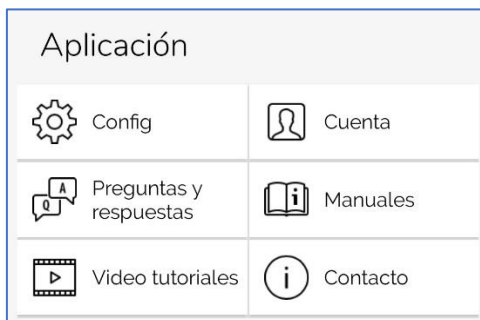 Aplicación
Config
Cuenta
Q A
Preguntas y
respuestas
i
Manuales
Video tutoriales
i
Contacto